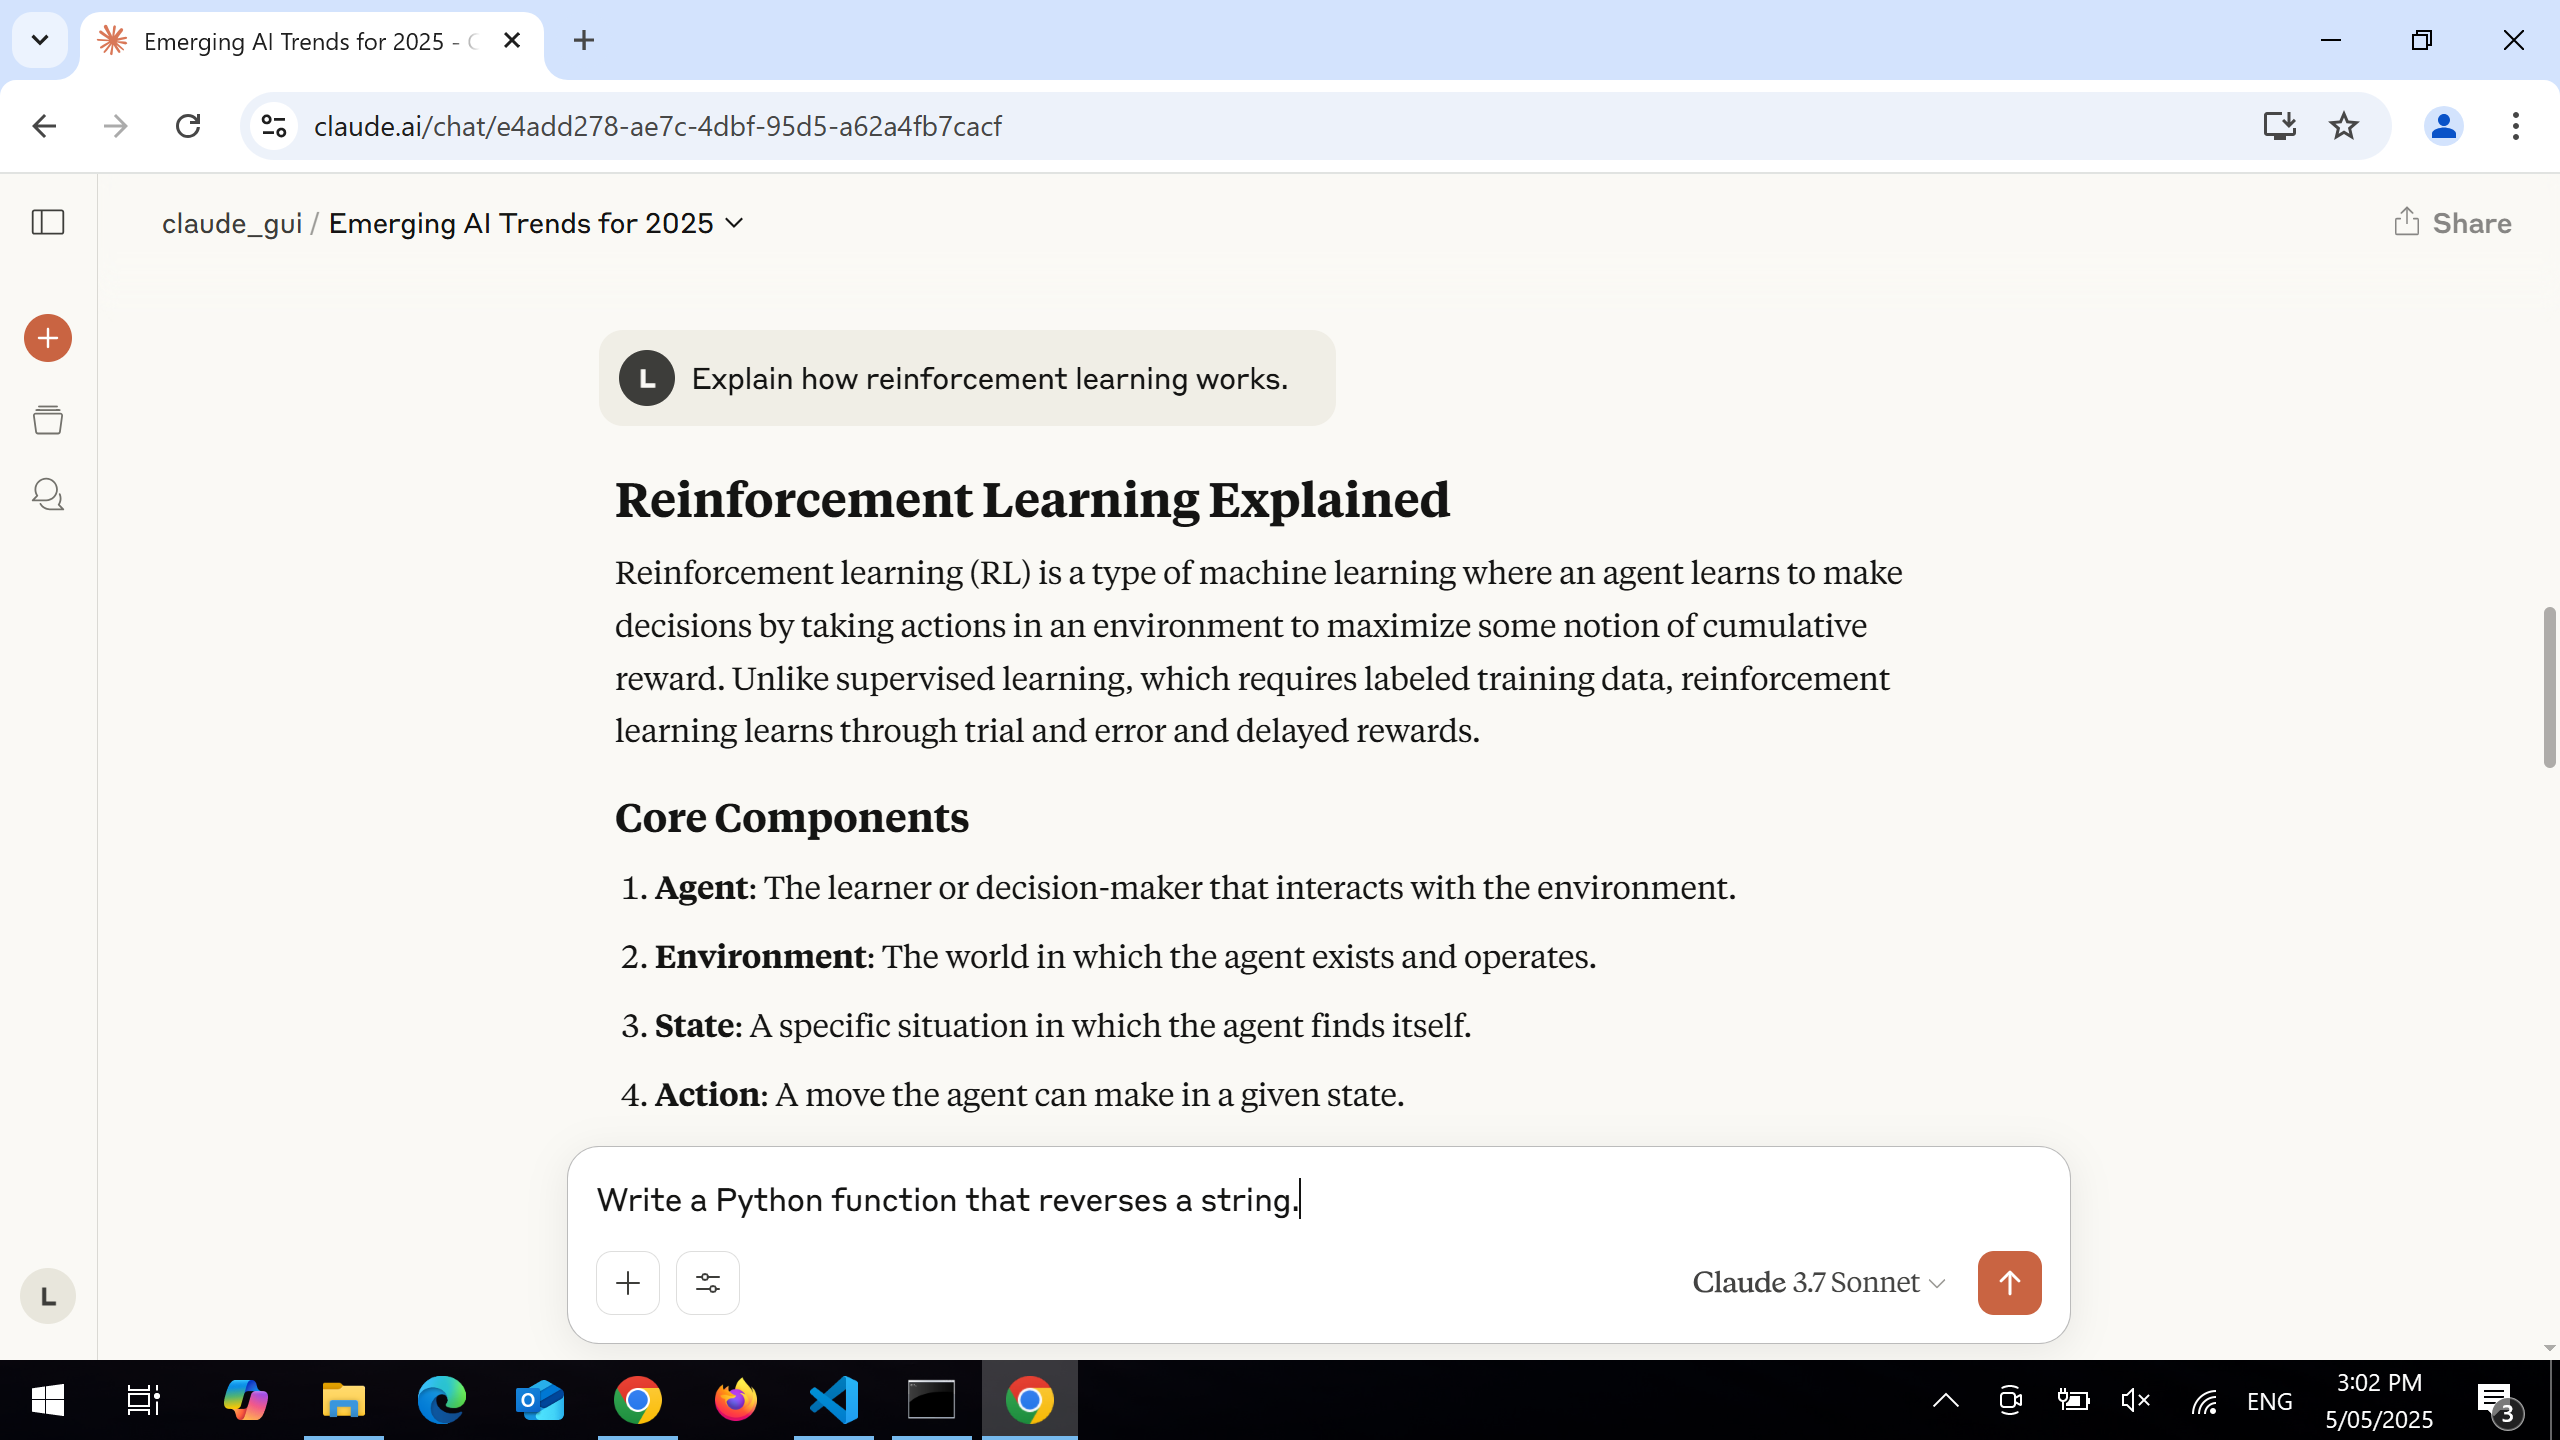 Emerging AI Trends for 2025 -
claude.ai/chat/e4add278-ae7c-4dbf-95d5-a62a4fb7cacf
claude_gui / Emerging AI Trends for 2025
Share
L
Explain how reinforcement learning works.
Reinforcement Learning Explained
Reinforcement learning (RL) is a type of machine learning where an agent learns to make
decisions by taking actions in an environment to maximize some notion of cumulative
reward. Unlike supervised learning, which requires labeled training data, reinforcement
learning learns through trial and error and delayed rewards.
Core Components
1. Agent: The learner or decision-maker that interacts with the environment.
2. Environment: The world in which the agent exists and operates.
3. State: A specific situation in which the agent finds itself.
4. Action: A move the agent can make in a given state.
Write a Python function that reverses a string.
Claude 3.7 Sonnet
L
ENG
3:02 PM
5/05/2025
3